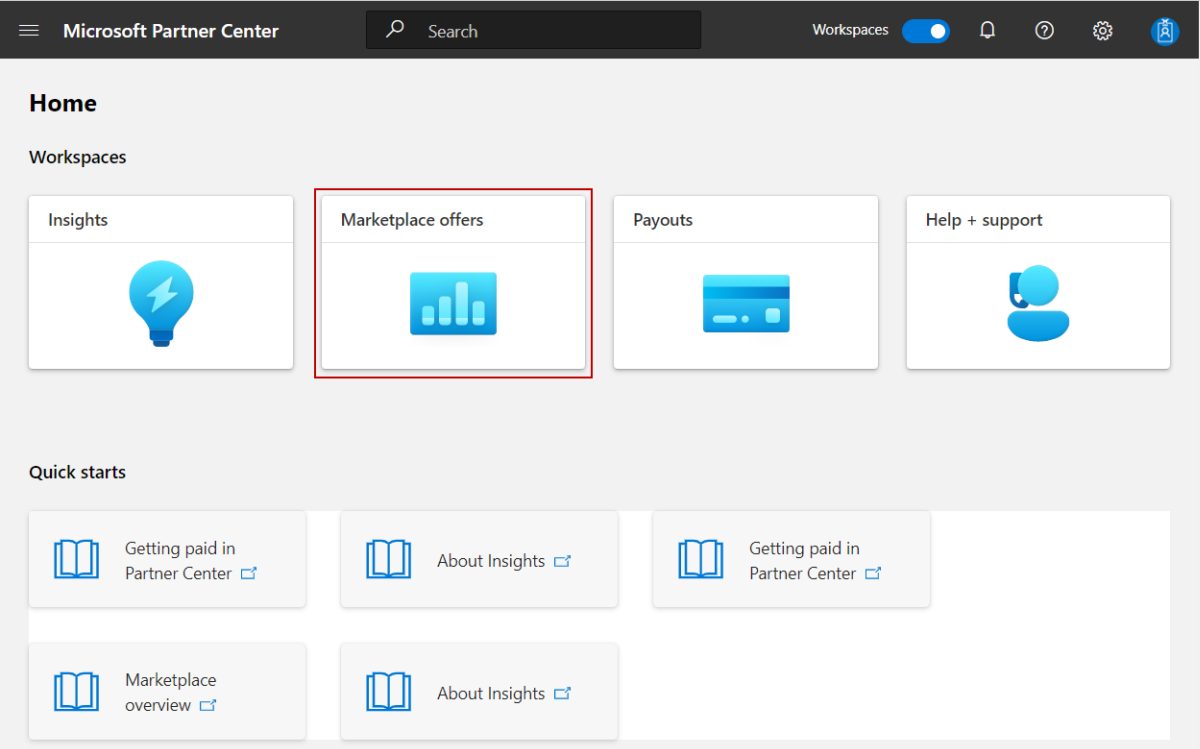 Microsoft Partner Center
Search
Workspaces
Home
Workspaces
Insights
Marketplace offers
Payouts
Help + support
Quick starts
Getting paid in
Partner Center
About Insights
Getting paid in
Partner Center
Marketplace
overview
About Insights